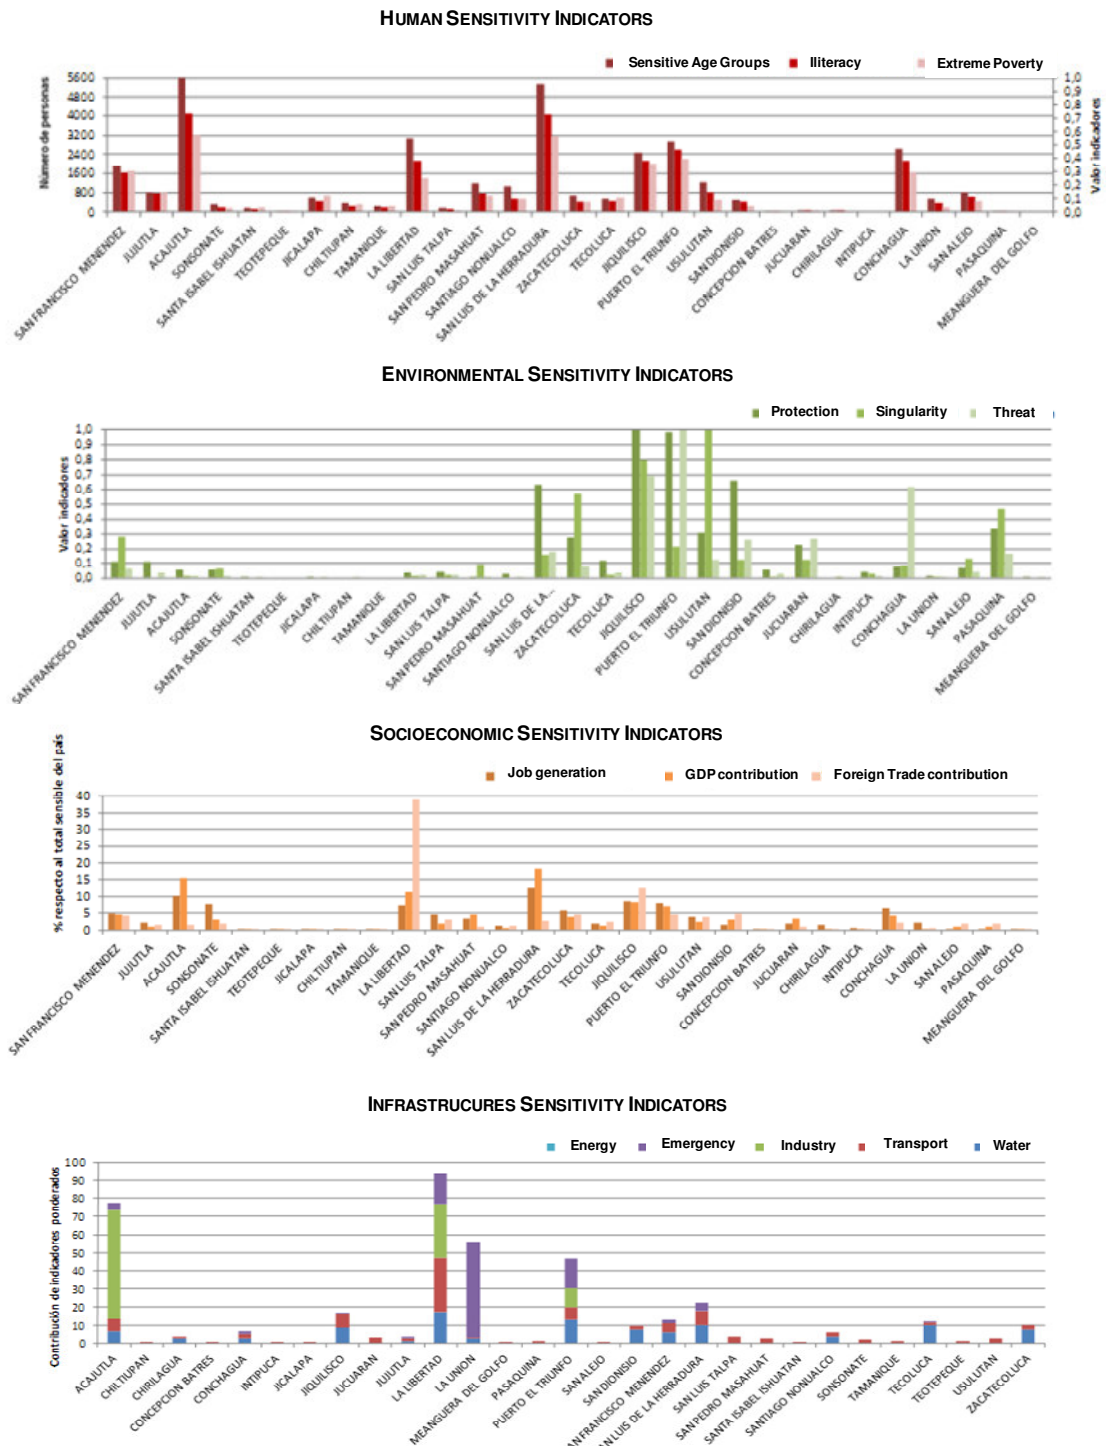 HUMAN SENSITIVITY INDICATORS
Sensitive Age Groups Iliteracy Extreme Poverty
Número de personas
5600
4800
4000
3200
2400
1600
800
0
1,0
0,9
0,8
0,7
0,6
0,5
0,4
0,3
0,2
0,1
0,0
Valor indicadores
SAN FRANCISCO MENENDEZ
JUJUTLA
ACAJUTLA
SONSONATE
SANTA ISABEL ISHUATAN
TEOTEPEQUE
JICALAPA
CHILTIUPAN
TAMANIQUE
LA LIBERTAD
SAN LUIS TALPA
SAN PEDRO MASAHUAT
SANTIAGO NONUALCO
SAN LUIS DE LA HERRADURA
ZACATECOLUCA
TECOLUCA
JIQUILISCO
PUERTO EL TRIUNFO
USULUTAN
SAN DIONISIO
CONCEPCION BATRES
JUCUARAN
CHIRILAGUA
INTIPUCA
CONCHAGUA
LA UNION
SAN ALEJO
PASAQUINA
MEANGUERA DEL GOLFO
ENVIRONMENTAL SENSITIVITY INDICATORS
Protection Singularity Threat
Valor indicadores
1,0
0,9
0,8
0,7
0,6
0,5
0,4
0,3
0,2
0,1
0,0
SAN FRANCISCO MENENDEZ
JUJUTLA
ACAJUTLA
SONSONATE
SANTA ISABEL ISHUATAN
TEOTEPEQUE
JICALAPA
CHILTIUPAN
TAMANIQUE
LA LIBERTAD
SAN LUIS TALPA
SAN PEDRO MASAHUAT
SANTIAGO NONUALCO
SAN LUIS DE LA...
ZACATECOLUCA
TECOLUCA
JIQUILISCO
PUERTO EL TRIUNFO
USULUTAN
SAN DIONISIO
CONCEPCION BATRES
JUCUARAN
CHIRILAGUA
INTIPUCA
CONCHAGUA
LA UNION
SAN ALEJO
PASAQUINA
MEANGUERA DEL GOLFO
SOCIOECONOMIC SENSITIVITY INDICATORS
Job generation GDP contribution Foreign Trade contribution
% respecto al total sensible del país
40
35
30
25
20
15
10
5
0
SAN FRANCISCO MENENDEZ
JUJUTLA
ACAJUTLA
SONSONATE
SANTA ISABEL ISHUATAN
TEOTEPEQUE
JICALAPA
CHILTIUPAN
TAMANIQUE
LA LIBERTAD
SAN LUIS TALPA
SAN PEDRO MASAHUAT
SANTIAGO NONUALCO
SAN LUIS DE LA HERRADURA
ZACATECOLUCA
TECOLUCA
JIQUILISCO
PUERTO EL TRIUNFO
USULUTAN
SAN DIONISIO
CONCEPCION BATRES
JUCUARAN
CHIRILAGUA
INTIPUCA
CONCHAGUA
LA UNION
SAN ALEJO
PASAQUINA
MEANGUERA DEL GOLFO
INFRASTRUCURES SENSITIVITY INDICATORS
Energy Emergency Industry Transport Water
Contribución de indicadores ponderados
100
90
80
70
60
50
40
30
20
10
0
ACAJUTLA
CHILTIUPAN
CHIRILAGUA
CONCEPCION BATRES
CONCHAGUA
INTIPUCA
JICALAPA
JIQUILISCO
JUCUARAN
JUJUTLA
LA LIBERTAD
LA UNION
MEANGUERA DEL GOLFO
PASAQUINA
PUERTO EL TRIUNFO
SAN ALEJO
SAN DIONISIO
SAN FRANCISCO MENENDEZ
SAN LUIS DE LA HERRADURA
SAN LUIS TALPA
SAN PEDRO MASAHUAT
SANTA ISABEL ISHUATAN
SANTIAGO NONUALCO
SONSONATE
TAMANIQUE
TECOLUCA
TEOTEPEQUE
USULUTAN
ZACATECOLUCA